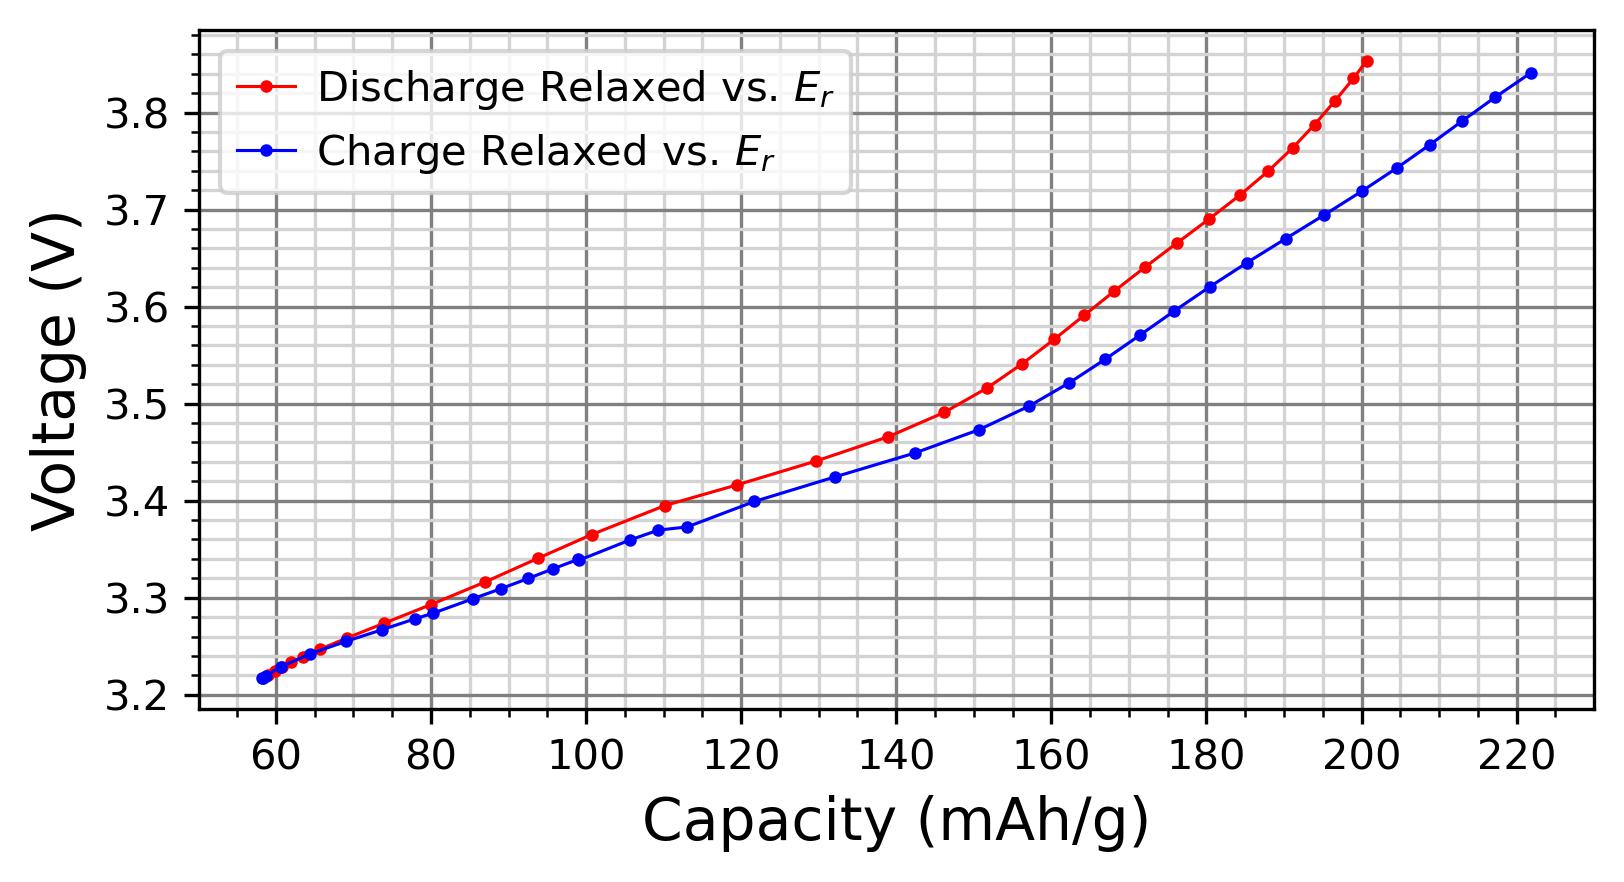 Discharge Relaxed vs. E_r
Charge Relaxed vs. E_r
3.8
3.7
3.6
3.5
3.4
3.3
3.2
Voltage (V)
60 80 100 120 140 160 180 200 220
Capacity (mAh/g)